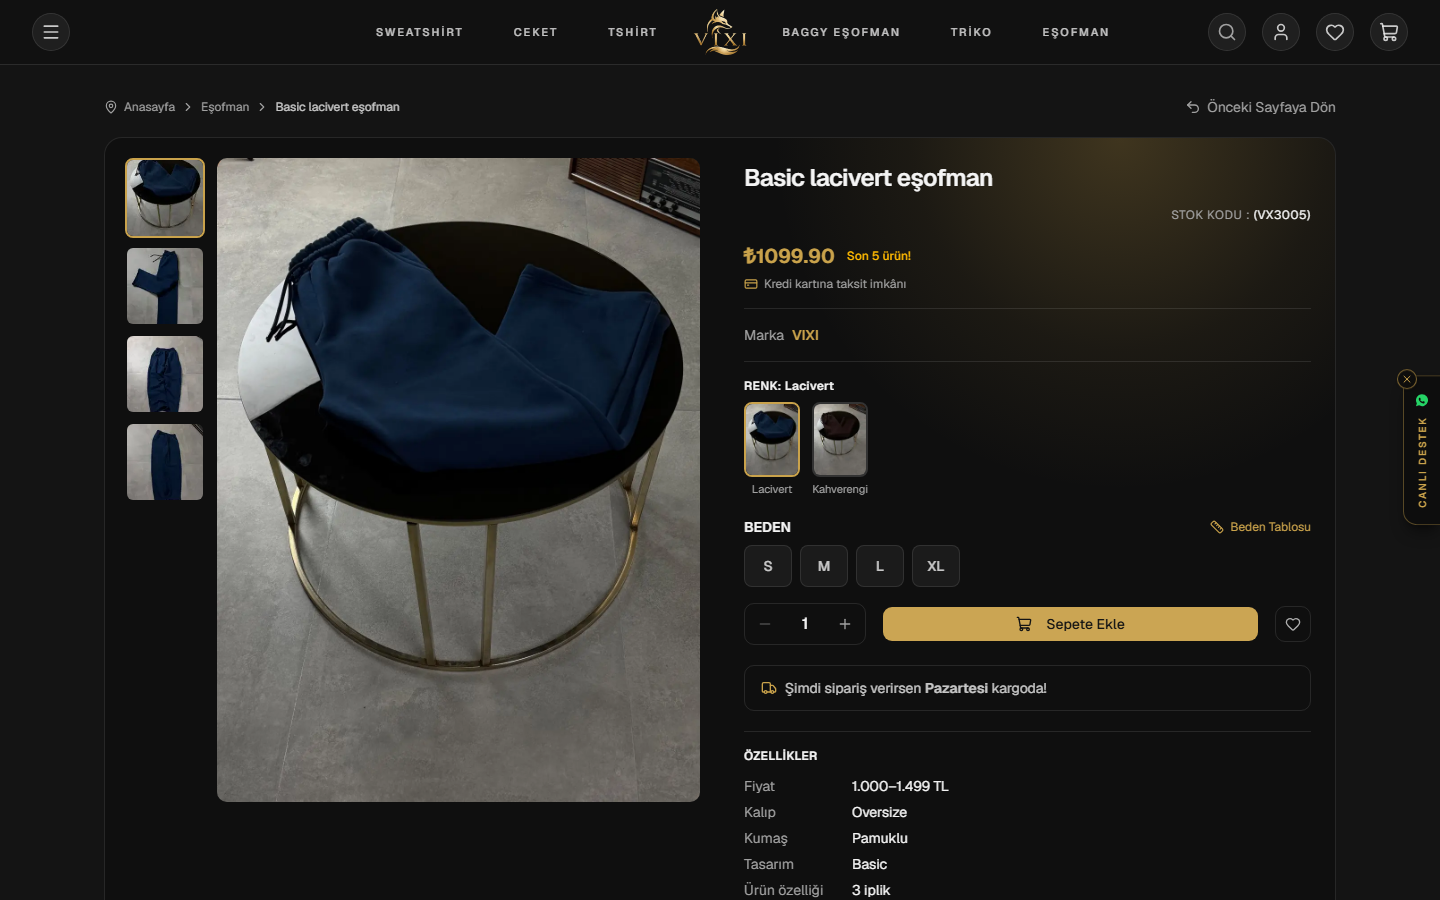 SWEATSHİRT
CEKET
TSHİRT
VIXI
BAGGY EŞOFMAN
TRİKO
EŞOFMAN
Anasayfa > Eşofman > Basic lacivert eşofman
Önceki Sayfaya Dön
Basic lacivert eşofman
STOK KODU : (VX3005)
₺1099.90 Son 5 ürün!
Kredi kartına taksit imkânı
Marka VIXI
RENK: Lacivert
Lacivert
Kahverengi
CANLI DESTEK
BEDEN
Beden Tablosu
S
M
L
XL
1
Sepete Ekle
Şimdi sipariş verirsen Pazartesi kargoda!
ÖZELLİKLER
Fiyat 1.000–1.499 TL
Kalıp Oversize
Kumaş Pamuklu
Tasarım Basic
Ürün özelliği 3 iplik